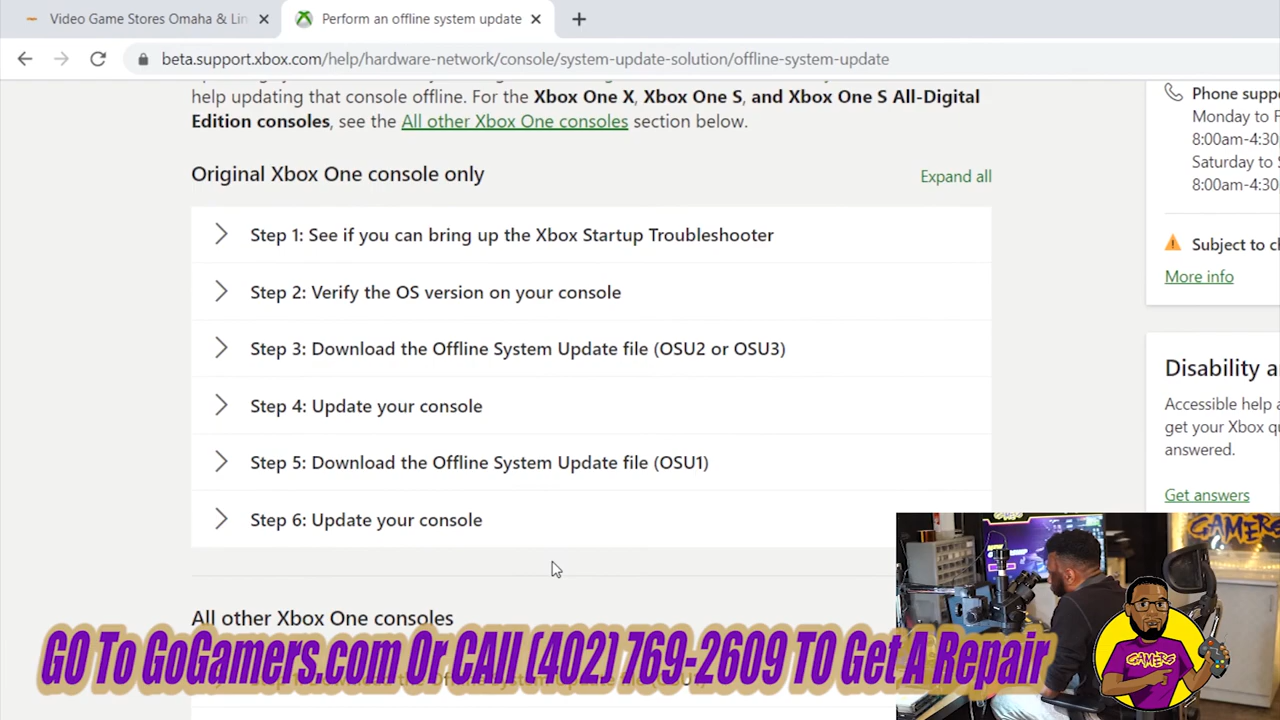 Video Game Stores Omaha & Lin
Perform an offline system update
beta.support.xbox.com/help/hardware-network/console/system-update-solution/offline-system-update
help updating that console offline. For the Xbox One X, Xbox One S, and Xbox One S All-Digital
Edition consoles, see the All other Xbox One consoles section below.
Original Xbox One console only
Expand all
Step 1: See if you can bring up the Xbox Startup Troubleshooter
Step 2: Verify the OS version on your console
Step 3: Download the Offline System Update file (OSU2 or OSU3)
Step 4: Update your console
Step 5: Download the Offline System Update file (OSU1)
Step 6: Update your console
All other Xbox One consoles
Phone suppo
Monday to F
8:00am-4:30
Saturday to S
8:00am-4:30
Subject to ch
More info
Disability a
Accessible help a
get your Xbox qu
answered.
Get answers
GAMERS
GAMERS
GO To GoGamers.com Or CAll (402) 769-2609 TO Get A Repair